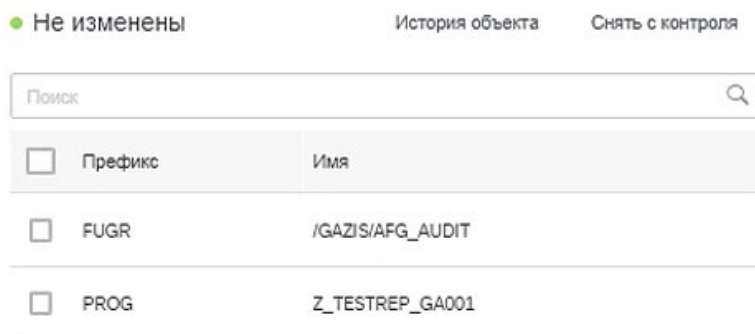 Не изменены История объекта Снять с контроля
Поиск
Префикс Имя
FUGR /GAZIS/AFG_AUDIT
PROG Z_TESTREP_GA001